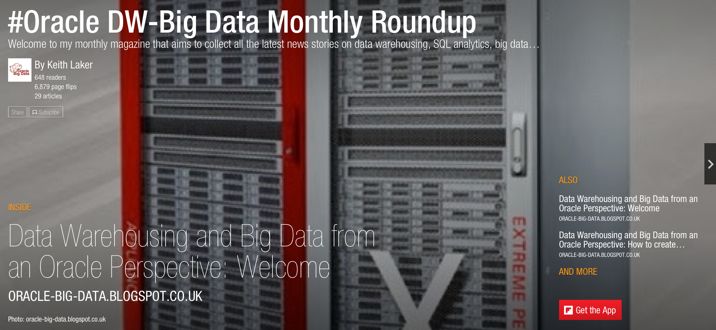 #Oracle DW-Big Data Monthly Roundup
Welcome to my monthly magazine that aims to collect all the latest news stories on data warehousing, SQL analytics, big data…
By Keith Laker
648 readers
6,879 page flips
29 articles
Share
Subscribe
INSIDE
Data Warehousing and Big Data from
an Oracle Perspective: Welcome
ORACLE-BIG-DATA.BLOGSPOT.CO.UK
Photo: oracle-big-data.blogspot.co.uk
EXTREME PE
X
ALSO
Data Warehousing and Big Data from an
Oracle Perspective: Welcome
ORACLE-BIG-DATA.BLOGSPOT.CO.UK
Data Warehousing and Big Data from an
Oracle Perspective: How to create…
ORACLE-BIG-DATA.BLOGSPOT.CO.UK
AND MORE
Get the App